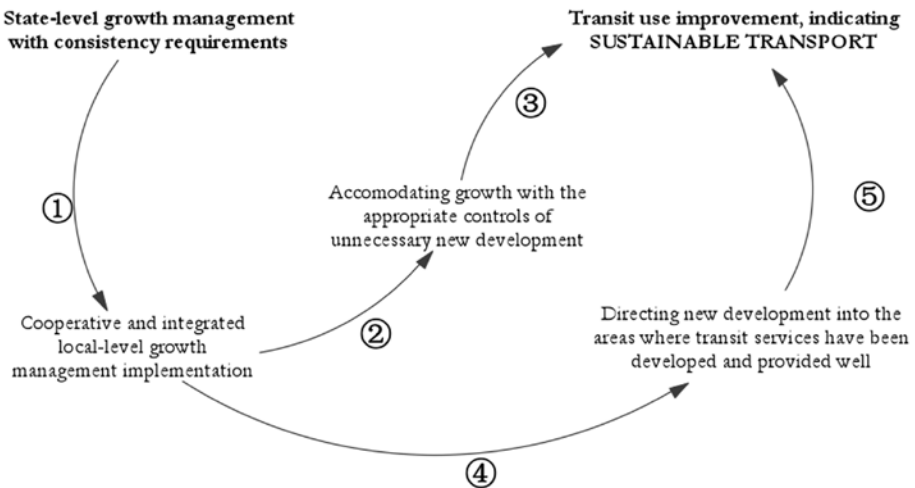 State-level growth management
with consistency requirements
Transit use improvement, indicating
SUSTAINABLE TRANSPORT
③
Accomodating growth with the
appropriate controls of
unnecessary new development
①
⑤
Cooperative and integrated
local-level growth
management implementation
②
Directing new development into the
areas where transit services have been
developed and provided well
④